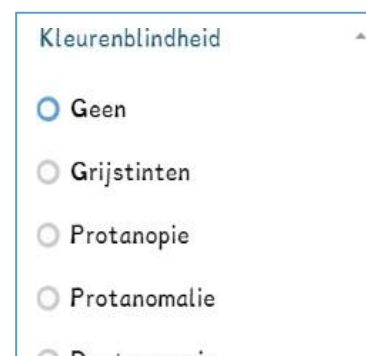 Kleurenblindheid
Geen
Grijstinten
Protanopie
Protanomalie